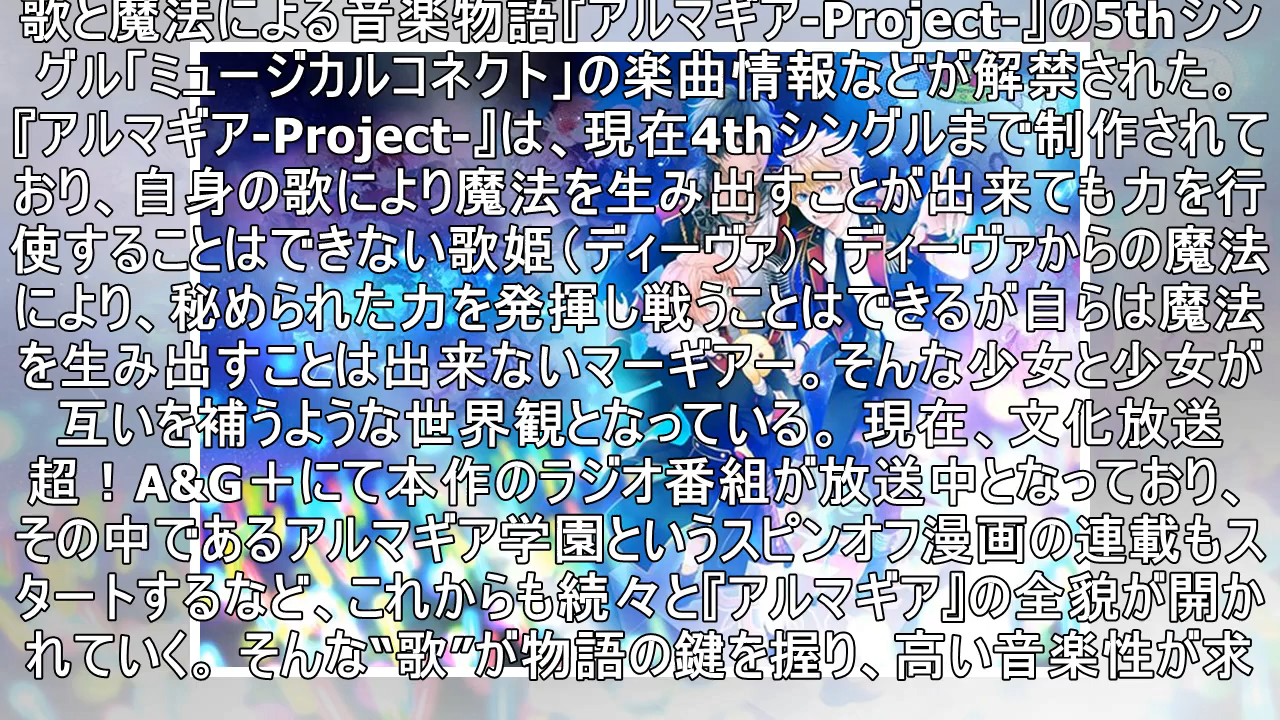 歌と魔法による音楽物語『アルマギア-Project-』の5thシン
グル「ミュージカルコネクト」の楽曲情報などが解禁された。
『アルマギア-Project-』は、現在4thシングルまで制作されて
おり、自身の歌により魔法を生み出すことが出来ても力を行
使することはできない歌姫（ディーヴァ）、ディーヴァからの魔法
により、秘められた力を発揮し戦うことはできるが自らは魔法
を生み出すことは出来ないマーギアー。そんな少女と少女が
互いを補うような世界観となっている。現在、文化放送
超！A&G＋にて本作のラジオ番組が放送中となっており、
その中であるアルマギア学園というスピンオフ漫画の連載もス
タートするなど、これからも続々と『アルマギア』の全貌が開か
れていく。そんな“歌”が物語の鍵を握り、高い音楽性が求